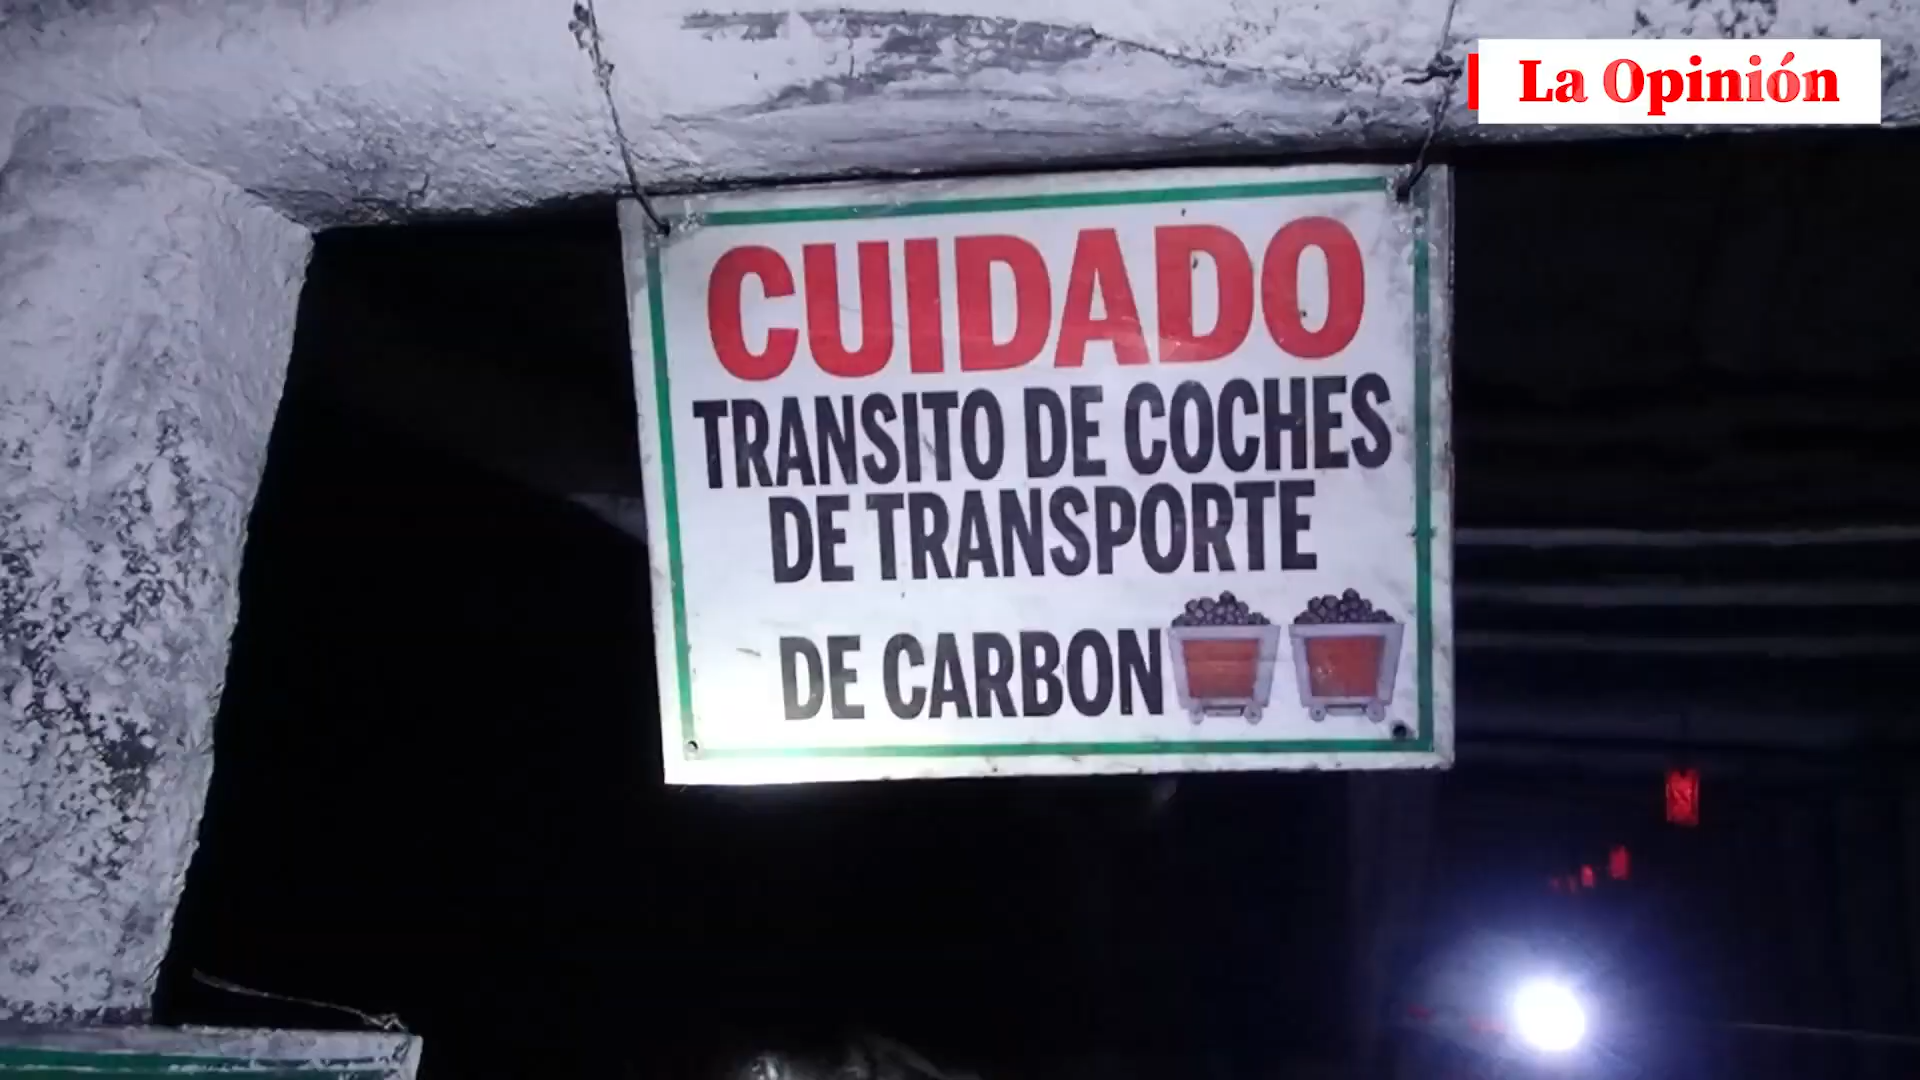 La Opinión
CUIDADO
TRANSITO DE COCHES
DE TRANSPORTE
DE CARBON